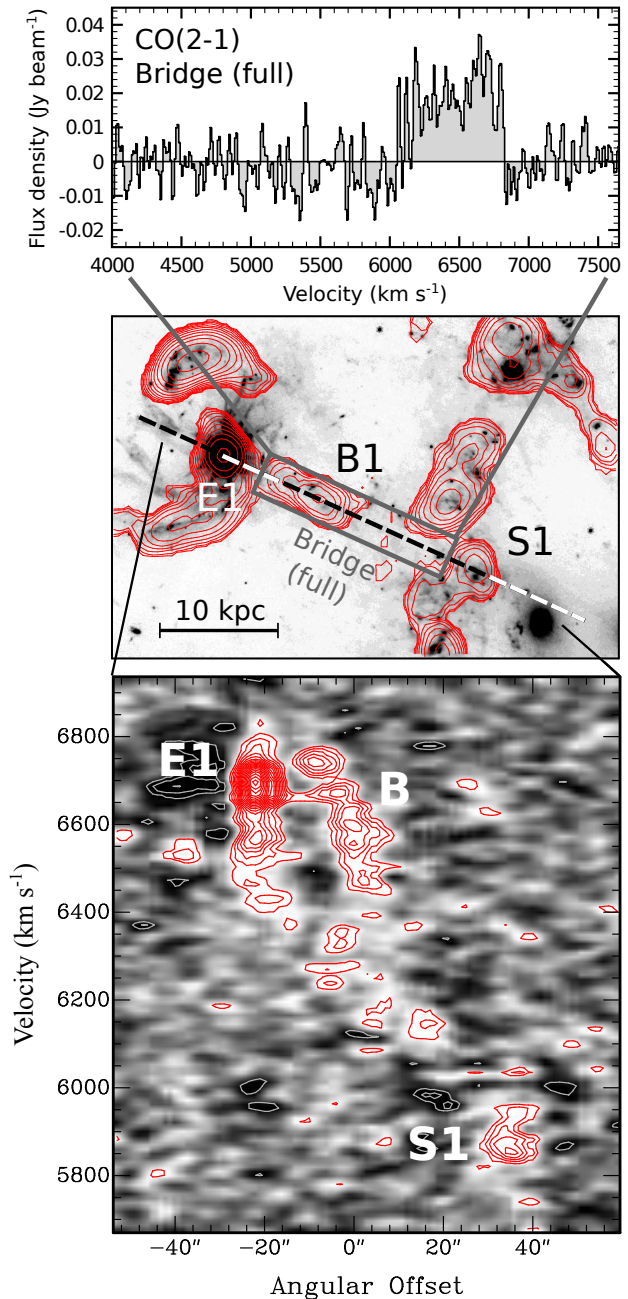 CO(2-1)
Bridge (full)
Flux density (Jy beam⁻¹)
0.04
0.03
0.02
0.01
0
-0.01
-0.02
4000 4500 5000 5500 6000 6500 7000 7500
Velocity (km s⁻¹)
B1
E1
S1
Bridge
(full)
10 kpc
Velocity (km s⁻¹)
6800
6600
6400
6200
6000
5800
E1
B
S1
−40″ −20″ 0″ 20″ 40″
Angular Offset